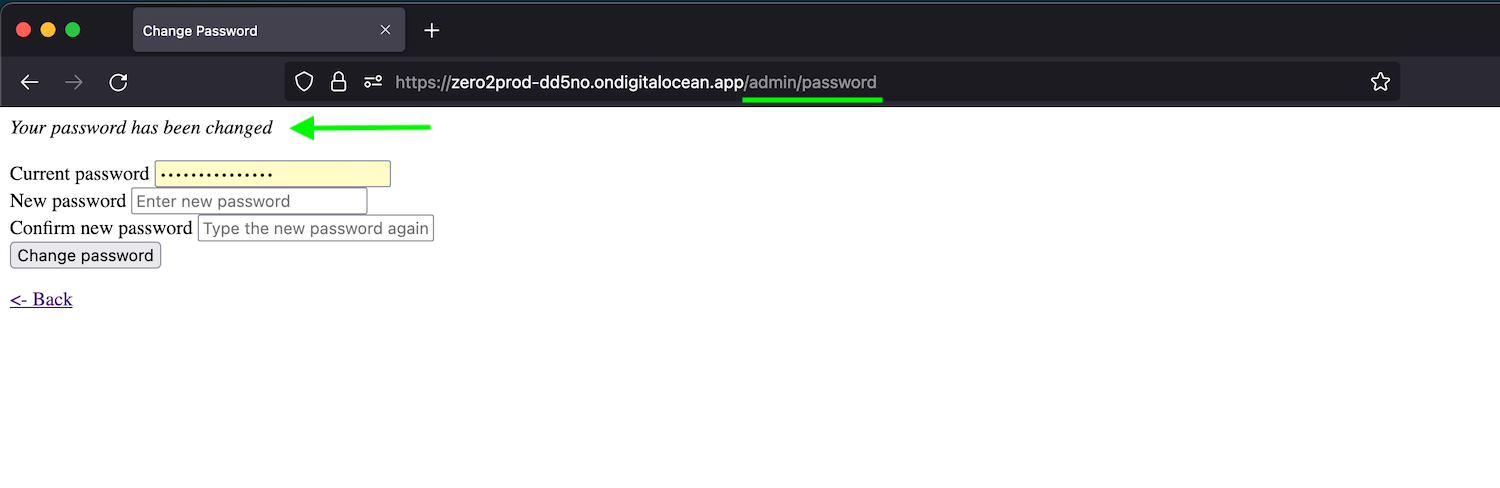 Change Password
https://zero2prod-dd5no.ondigitalocean.app/admin/password
Your password has been changed
Current password
New password Enter new password
Confirm new password Type the new password again
Change password
<- Back